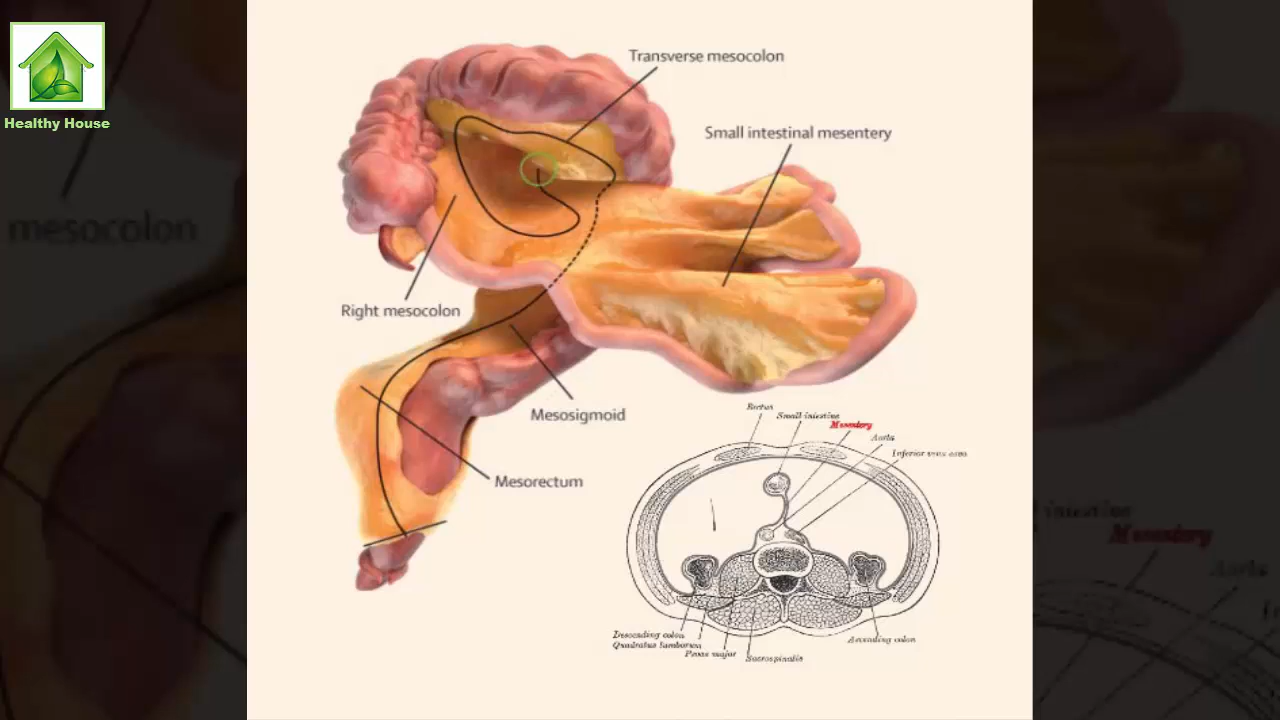 Healthy House
Transverse mesocolon
Small intestinal mesentery
Right mesocolon
Mesosigmoid
Mesorectum
Rectus
Small intestine
Mesentery
Aorta
Inferior vena cava
Descending colon
Quadratus lumborum
Psoas major
Sacrospinalis
Ascending colon
mesocolon
intestine
Mesentery
Aorta